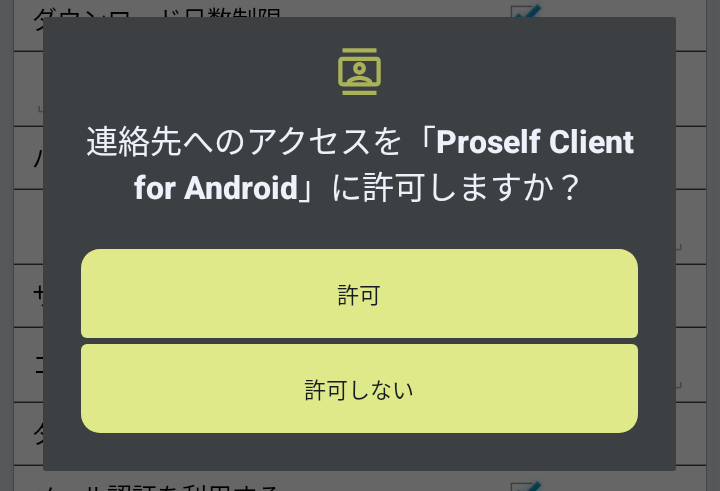 ダウンロード日数制限
連絡先へのアクセスを「Proself Client
for Android」に許可しますか？
許可
許可しない
メール認証を利用する